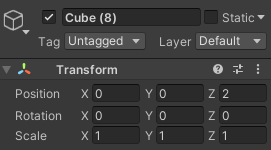 Cube (8) Static
Tag Untagged Layer Default
Transform
Position X 0 Y 0 Z 2
Rotation X 0 Y 0 Z 0
Scale X 1 Y 1 Z 1